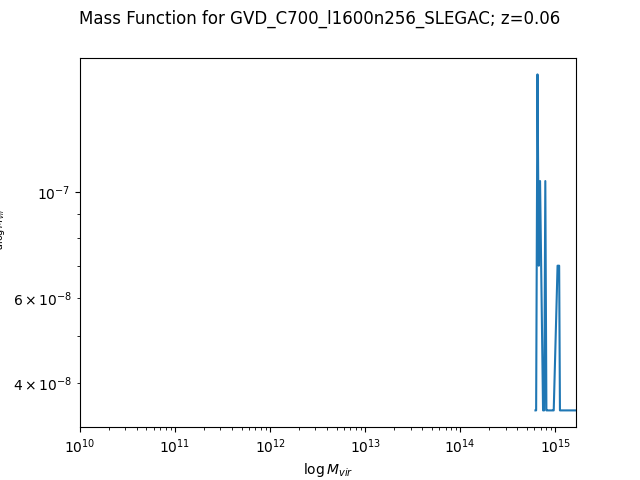 Mass Function for GVD_C700_l1600n256_SLEGAC; z=0.06
10⁻⁷
6 × 10⁻⁸
4 × 10⁻⁸
10¹⁰ 10¹¹ 10¹² 10¹³ 10¹⁴ 10¹⁵
log M_vir